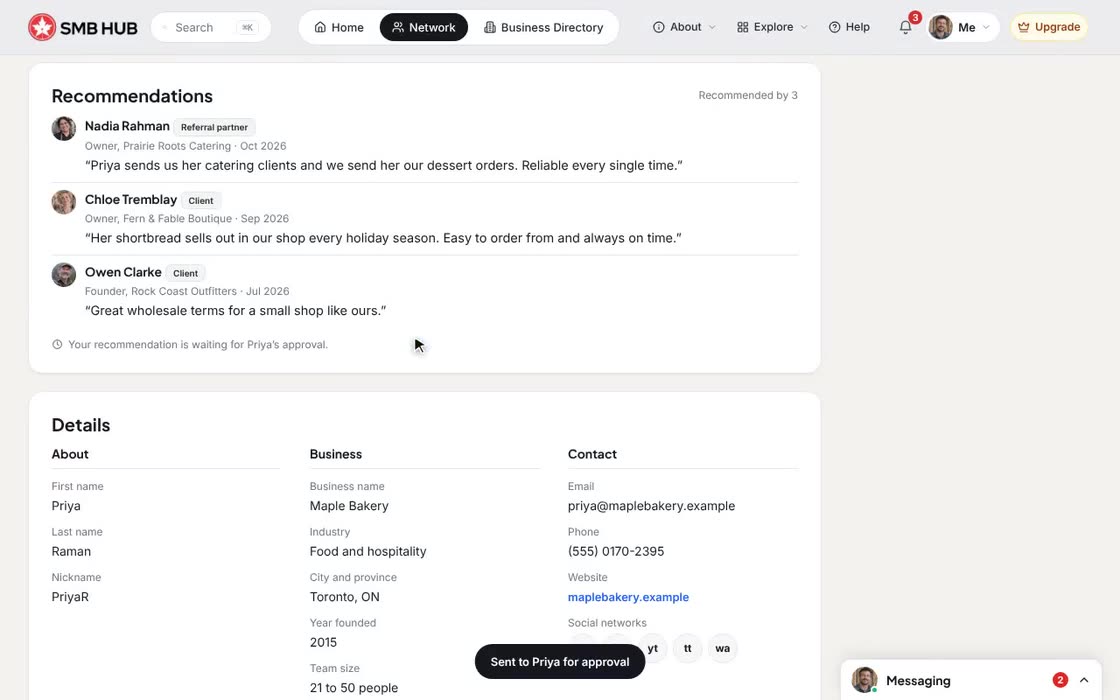 SMB HUB
Search
⌘K
Home
Network
Business Directory
About
Explore
Help
3
Me
Upgrade
Recommendations
Recommended by 3
Nadia Rahman
Referral partner
Owner, Prairie Roots Catering · Oct 2026
“Priya sends us her catering clients and we send her our dessert orders. Reliable every single time.”
Chloe Tremblay
Client
Owner, Fern & Fable Boutique · Sep 2026
“Her shortbread sells out in our shop every holiday season. Easy to order from and always on time.”
Owen Clarke
Client
Founder, Rock Coast Outfitters · Jul 2026
“Great wholesale terms for a small shop like ours.”
Your recommendation is waiting for Priya’s approval.
Details
About
First name
Priya
Last name
Raman
Nickname
PriyaR
Business
Business name
Maple Bakery
Industry
Food and hospitality
City and province
Toronto, ON
Year founded
2015
Team size
21 to 50 people
Contact
Email
priya@maplebakery.example
Phone
(555) 0170-2395
Website
maplebakery.example
Social networks
yt
tt
wa
Sent to Priya for approval
Messaging
2